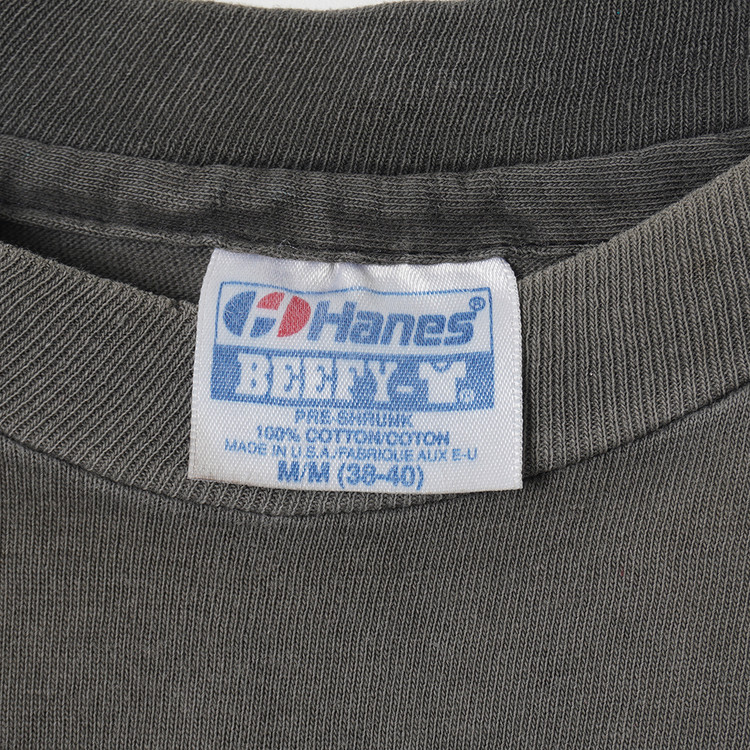 Hanes®
BEEFY-T®
PRE-SHRUNK
100% COTTON/COTON
MADE IN U.S.A./FABRIQUE AUX E-U
M/M (38-40)